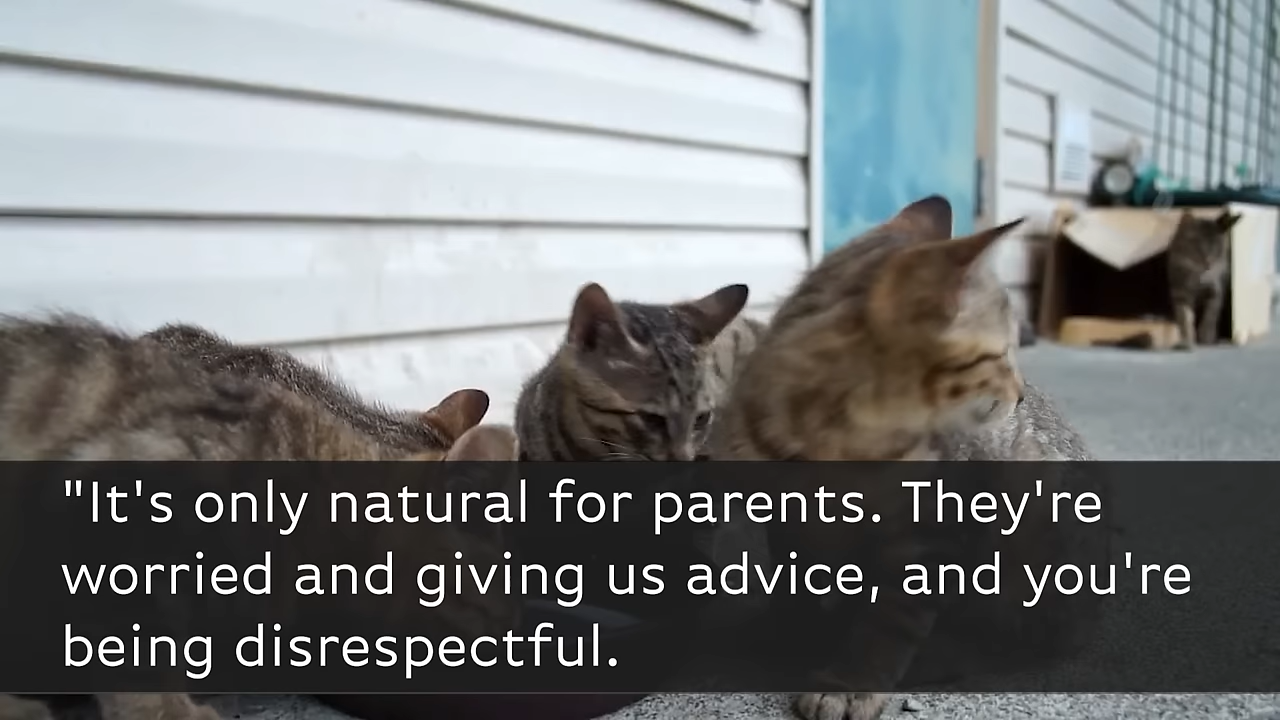 "It's only natural for parents. They're
worried and giving us advice, and you're
being disrespectful.